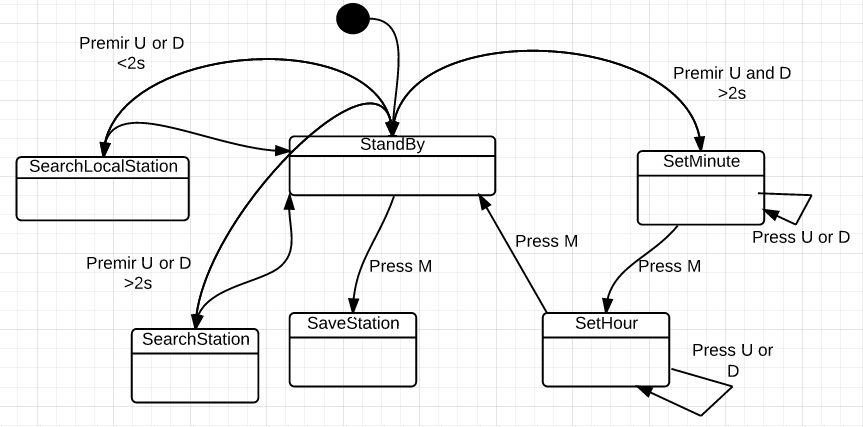 Premir U or D
<2s
Premir U and D
>2s
StandBy
SearchLocalStation
SetMinute
Press U or D
Press M
Press M
Press M
Premir U or D
>2s
SearchStation
SaveStation
SetHour
Press U or
D